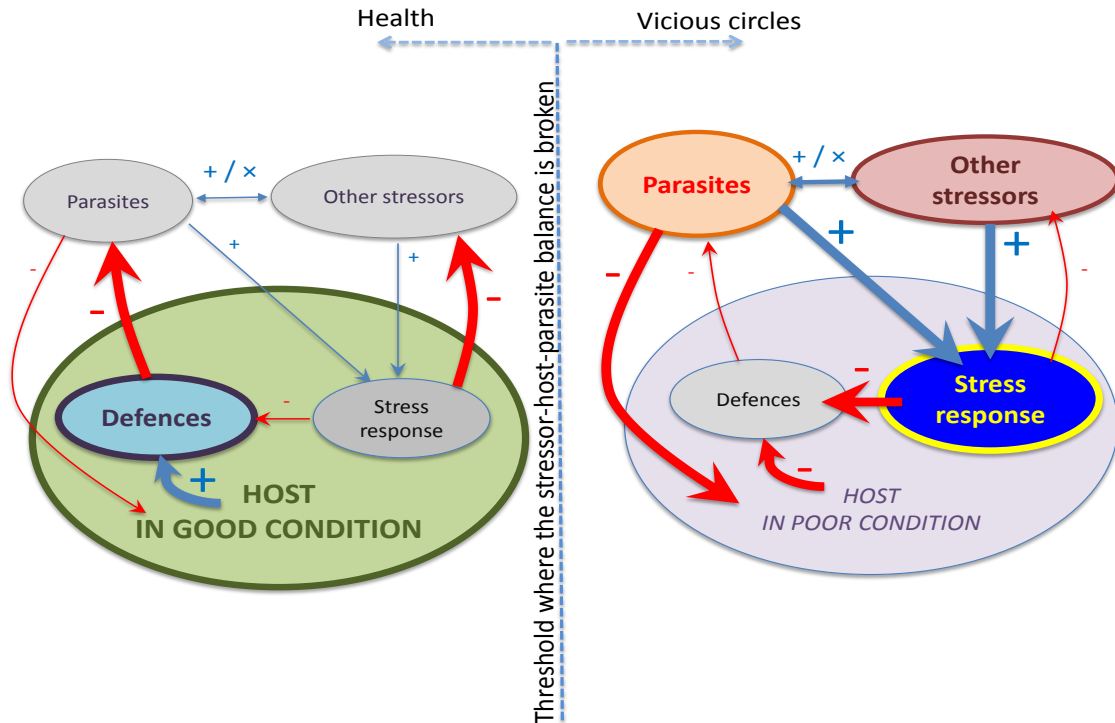 Health
Vicious circles
Threshold where the stressor-host-parasite balance is broken
+ / ×
Parasites
Other stressors
+
+
-
-
-
Defences
-
Stress
response
+
HOST
IN GOOD CONDITION
+ / ×
Parasites
Other
stressors
+
+
-
-
-
Defences
-
Stress
response
-
HOST
IN POOR CONDITION